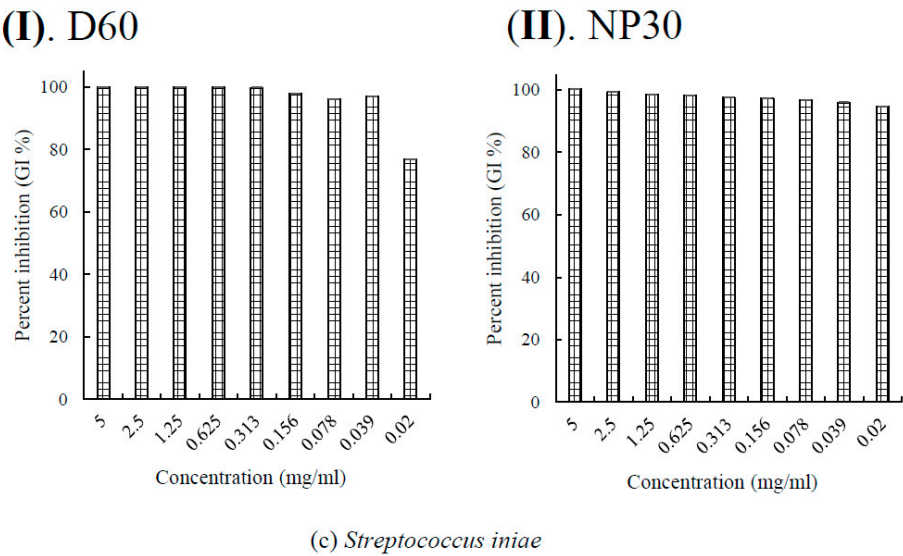 (I). D60
Percent inhibition (GI %)
100
80
60
40
20
0
5 2.5 1.25 0.625 0.313 0.156 0.078 0.039 0.02
Concentration (mg/ml)
(II). NP30
Percent inhibition (GI %)
100
80
60
40
20
0
5 2.5 1.25 0.625 0.313 0.156 0.078 0.039 0.02
Concentration (mg/ml)
(c) Streptococcus iniae